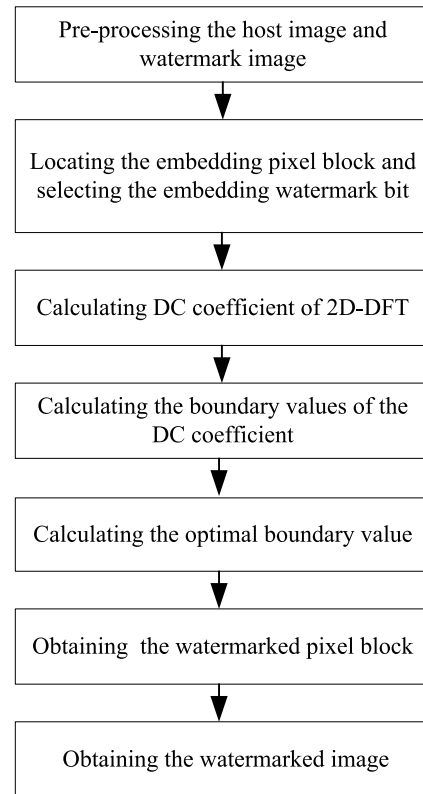 Pre-processing the host image and
watermark image
Locating the embedding pixel block and
selecting the embedding watermark bit
Calculating DC coefficient of 2D-DFT
Calculating the boundary values of the
DC coefficient
Calculating the optimal boundary value
Obtaining the watermarked pixel block
Obtaining the watermarked image